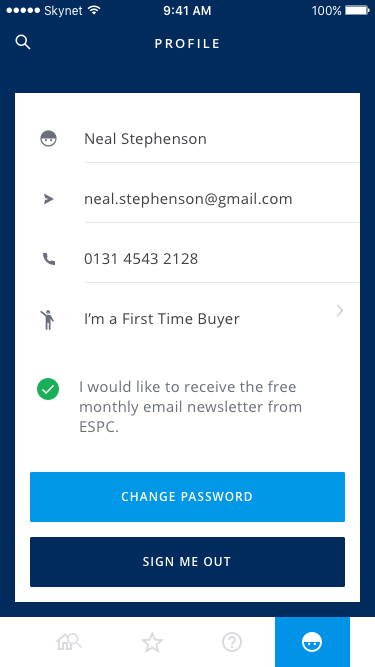 Skynet 9:41 AM 100%
PROFILE
Neal Stephenson
neal.stephenson@gmail.com
0131 4543 2128
I'm a First Time Buyer
I would like to receive the free
monthly email newsletter from
ESPC.
CHANGE PASSWORD
SIGN ME OUT